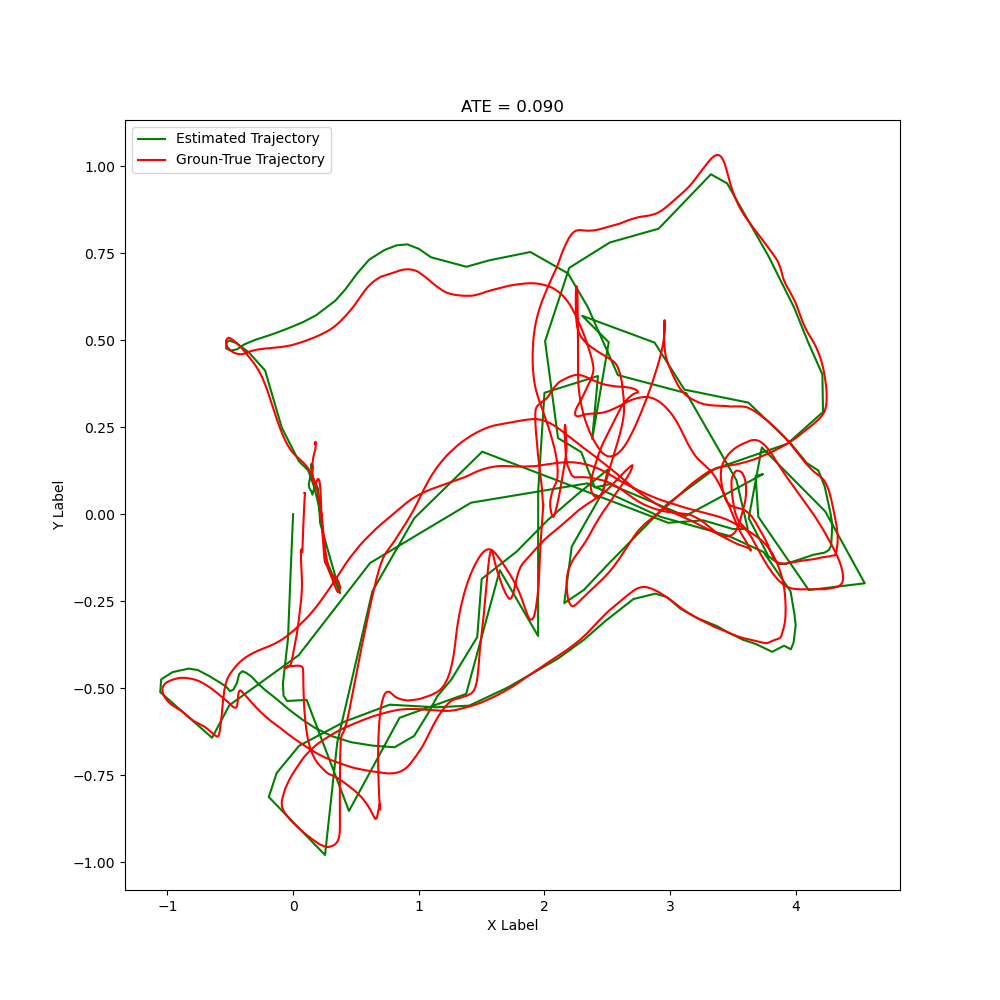 ATE = 0.090
Estimated Trajectory
Groun-True Trajectory
Y Label
1.00
0.75
0.50
0.25
0.00
−0.25
−0.50
−0.75
−1.00
−1 0 1 2 3 4
X Label